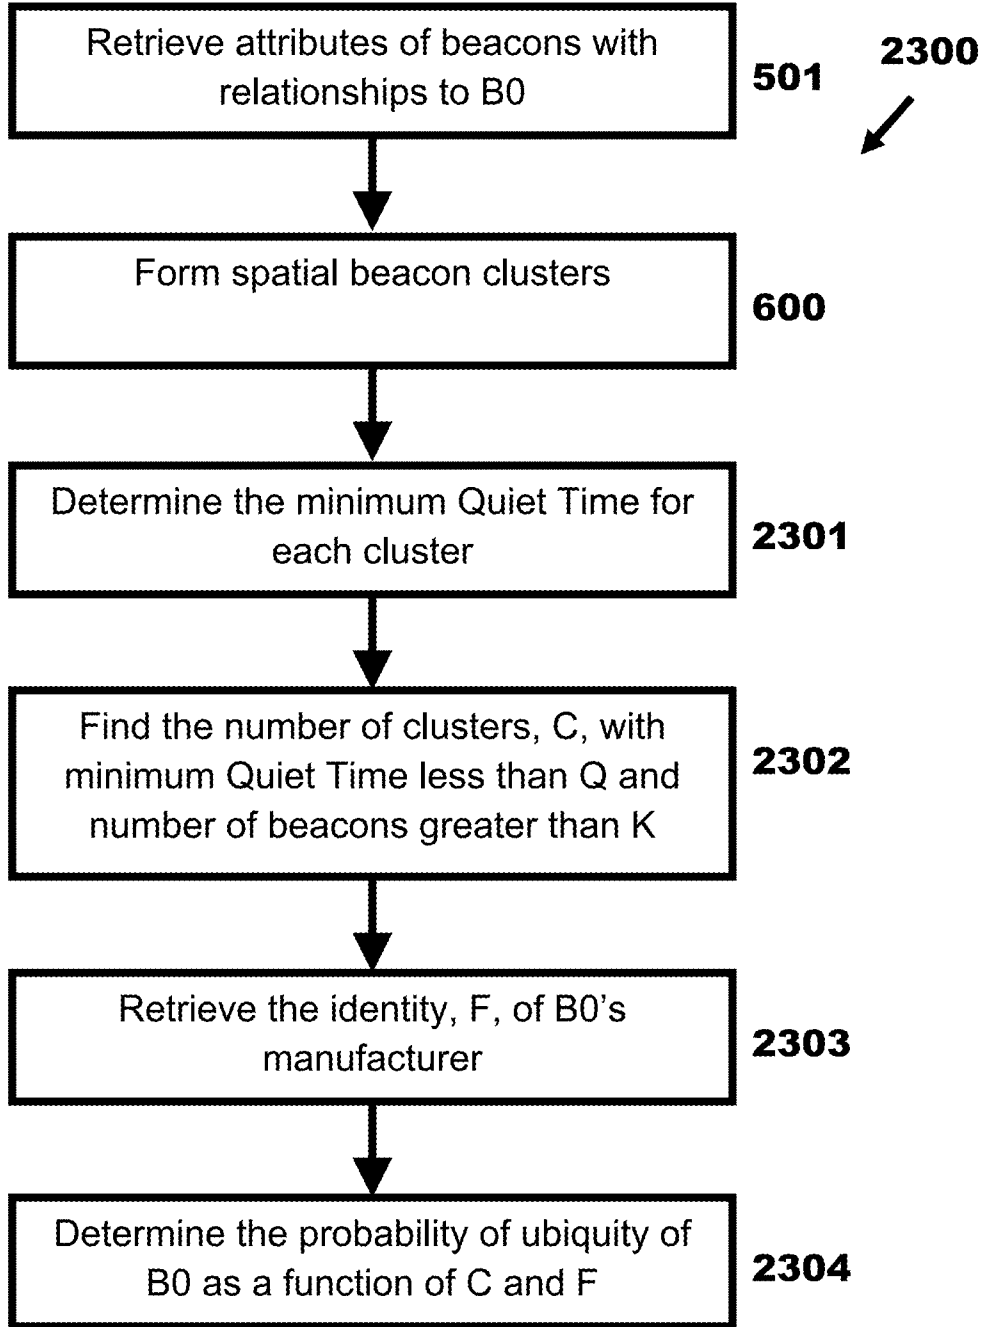 Retrieve attributes of beacons with
relationships to B0
501
2300
Form spatial beacon clusters
600
Determine the minimum Quiet Time for
each cluster
2301
Find the number of clusters, C, with
minimum Quiet Time less than Q and
number of beacons greater than K
2302
Retrieve the identity, F, of B0's
manufacturer
2303
Determine the probability of ubiquity of
B0 as a function of C and F
2304